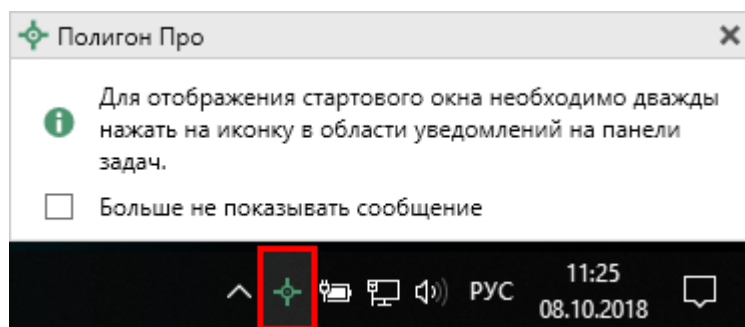 Полигон Про
Для отображения стартового окна необходимо дважды
нажать на иконку в области уведомлений на панели
задач.
Больше не показывать сообщение
РУС
11:25
08.10.2018